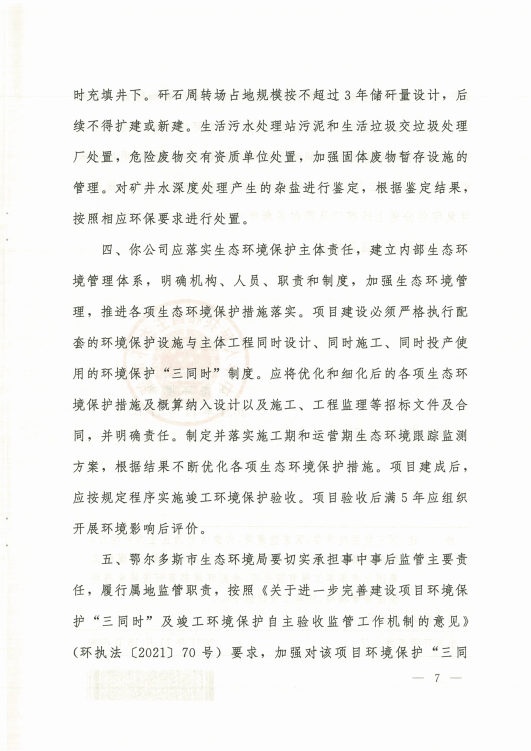 时充填井下。矸石周转场占地规模按不超过 3 年储矸量设计，后
续不得扩建或新建。生活污水处理站污泥和生活垃圾交垃圾处理
厂处置，危险废物交有资质单位处置，加强固体废物暂存设施的
管理。对矿井水深度处理产生的杂盐进行鉴定，根据鉴定结果，
按照相应环保要求进行处置。
四、你公司应落实生态环境保护主体责任，建立内部生态环
境管理体系，明确机构、人员、职责和制度，加强生态环境管
理，推进各项生态环境保护措施落实。项目建设必须严格执行配
套的环境保护设施与主体工程同时设计、同时施工、同时投产使
用的环境保护“三同时”制度。应将优化和细化后的各项生态环
境保护措施及概算纳入设计以及施工、工程监理等招标文件及合
同，并明确责任。制定并落实施工期和运营期生态环境跟踪监测
方案，根据结果不断优化各项生态环境保护措施。项目建成后，
应按规定程序实施竣工环境保护验收。项目验收后满 5 年应组织
开展环境影响后评价。
五、鄂尔多斯市生态环境局要切实承担事中事后监管主要责
任，履行属地监管职责，按照《关于进一步完善建设项目环境保
护“三同时”及竣工环境保护自主验收监管工作机制的意见》
(环执法〔2021〕70 号）要求，加强对该项目环境保护“三同
— 7 —